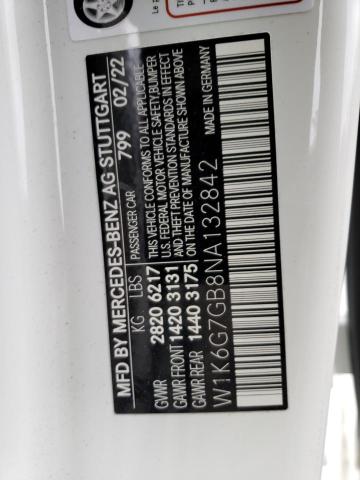 MFD BY MERCEDES-BENZ AG STUTTGART
PASSENGER CAR 799 02/22
KG LBS
GVWR 2820 6217
GAWR FRONT 1420 3131
GAWR REAR 1440 3175
THIS VEHICLE CONFORMS TO ALL APPLICABLE
U.S. FEDERAL MOTOR VEHICLE SAFETY, BUMPER
AND THEFT PREVENTION STANDARDS IN EFFECT
ON THE DATE OF MANUFACTURE SHOWN ABOVE
W1K6G7GB8NA132842 MADE IN GERMANY